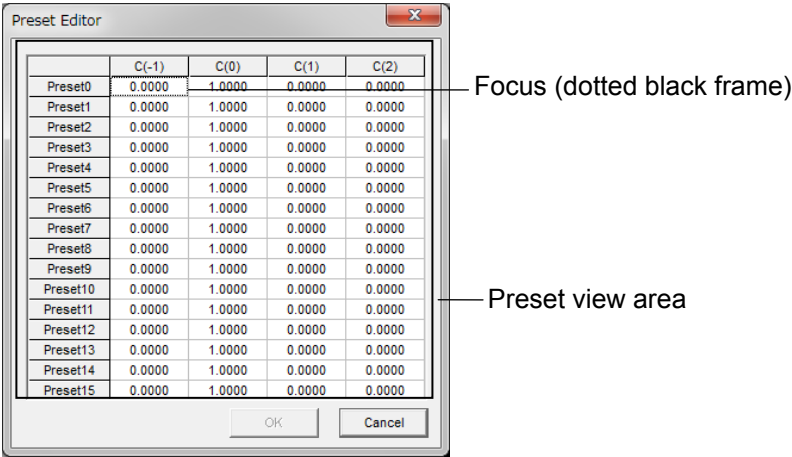 Preset Editor
x
C(-1) C(0) C(1) C(2)
Preset0 0.0000 1.0000 0.0000 0.0000
Focus (dotted black frame)
Preset1 0.0000 1.0000 0.0000 0.0000
Preset2 0.0000 1.0000 0.0000 0.0000
Preset3 0.0000 1.0000 0.0000 0.0000
Preset4 0.0000 1.0000 0.0000 0.0000
Preset5 0.0000 1.0000 0.0000 0.0000
Preset6 0.0000 1.0000 0.0000 0.0000
Preset7 0.0000 1.0000 0.0000 0.0000
Preset8 0.0000 1.0000 0.0000 0.0000
Preset9 0.0000 1.0000 0.0000 0.0000
Preset10 0.0000 1.0000 0.0000 0.0000
Preset view area
Preset11 0.0000 1.0000 0.0000 0.0000
Preset12 0.0000 1.0000 0.0000 0.0000
Preset13 0.0000 1.0000 0.0000 0.0000
Preset14 0.0000 1.0000 0.0000 0.0000
Preset15 0.0000 1.0000 0.0000 0.0000
OK Cancel